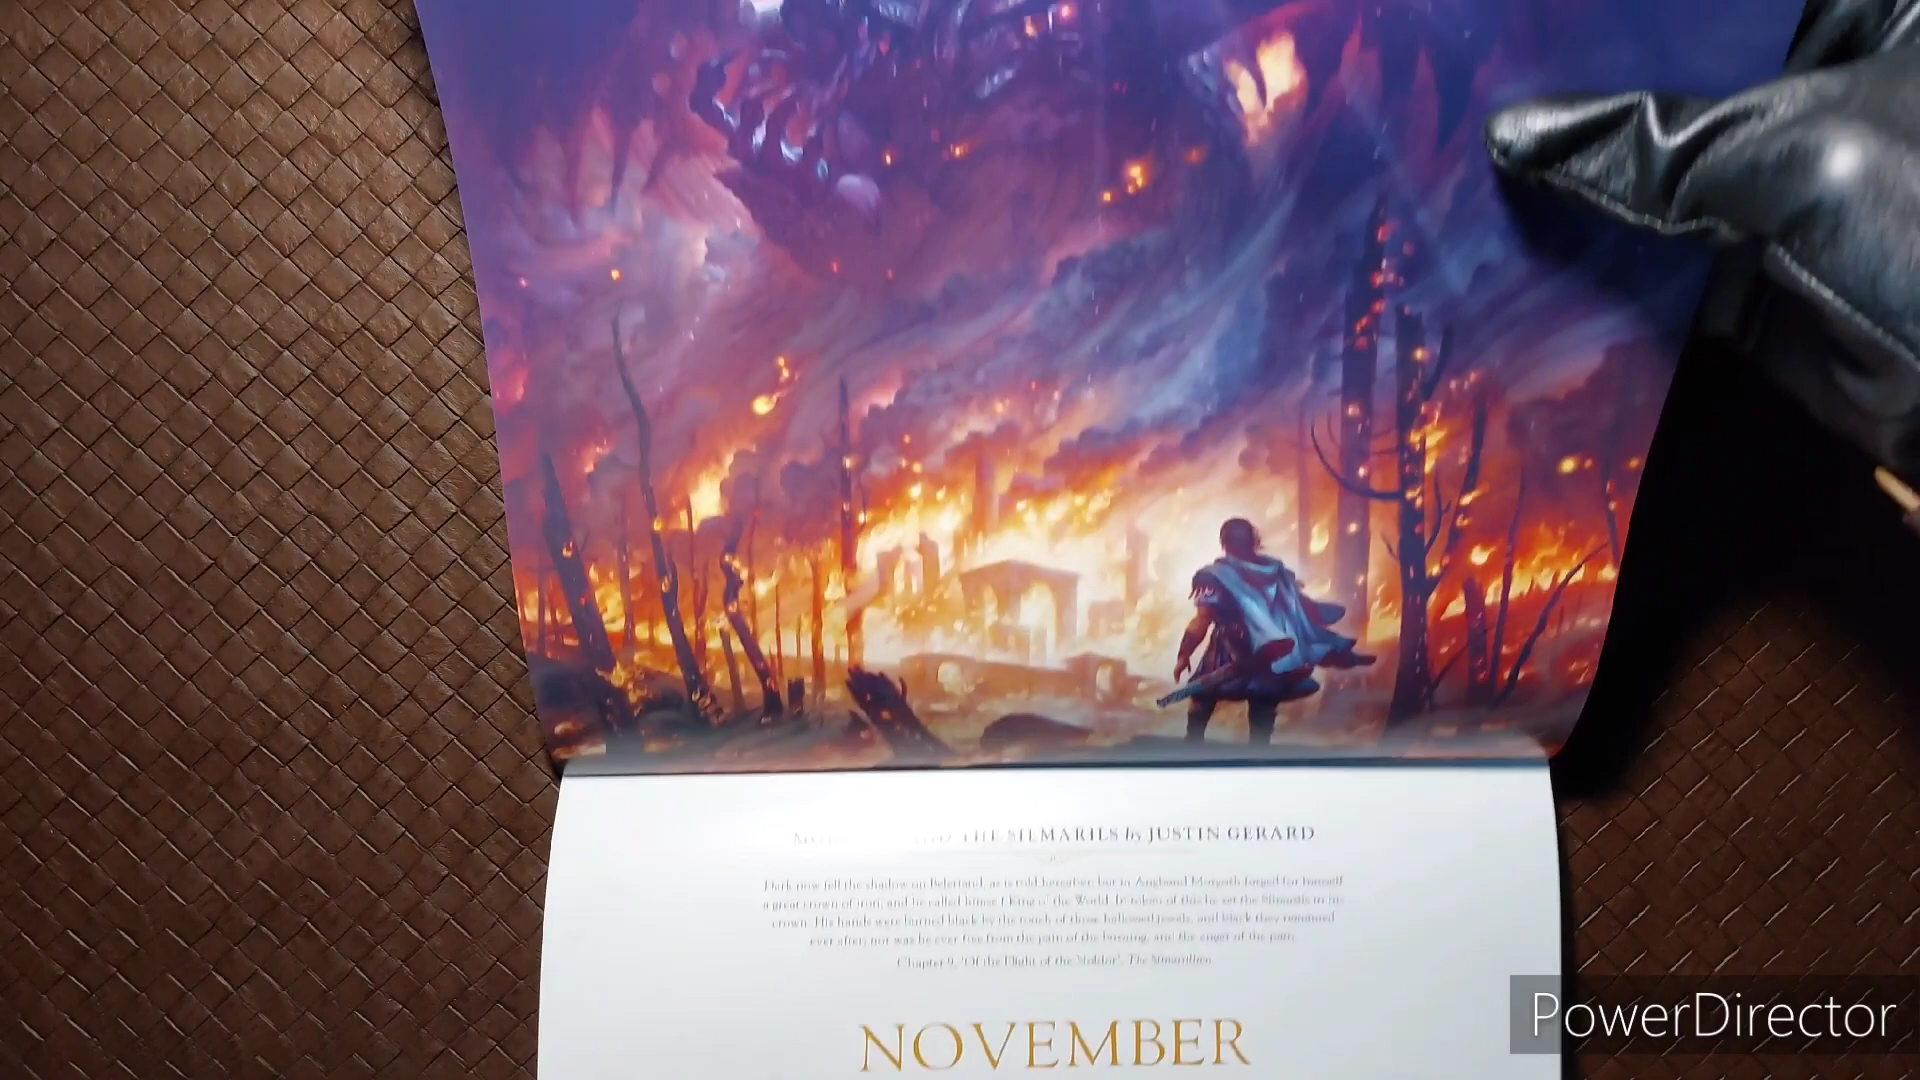 THE SILMARILS by JUSTIN GERARD
Dark now fell the shadow on Beleriand, as is told hereafter; but in Angband Morgoth forged for himself
a great crown of iron, and he called himself King of the World. In token of this he set the Silmarils in his
crown. His hands were burned black by the touch of those hallowed jewels, and black they remained
ever after; nor was he ever free from the pain of the burning, and the anger of the pain.
Chapter 9, 'Of the Flight of the Noldor', The Silmarillion
NOVEMBER
PowerDirector